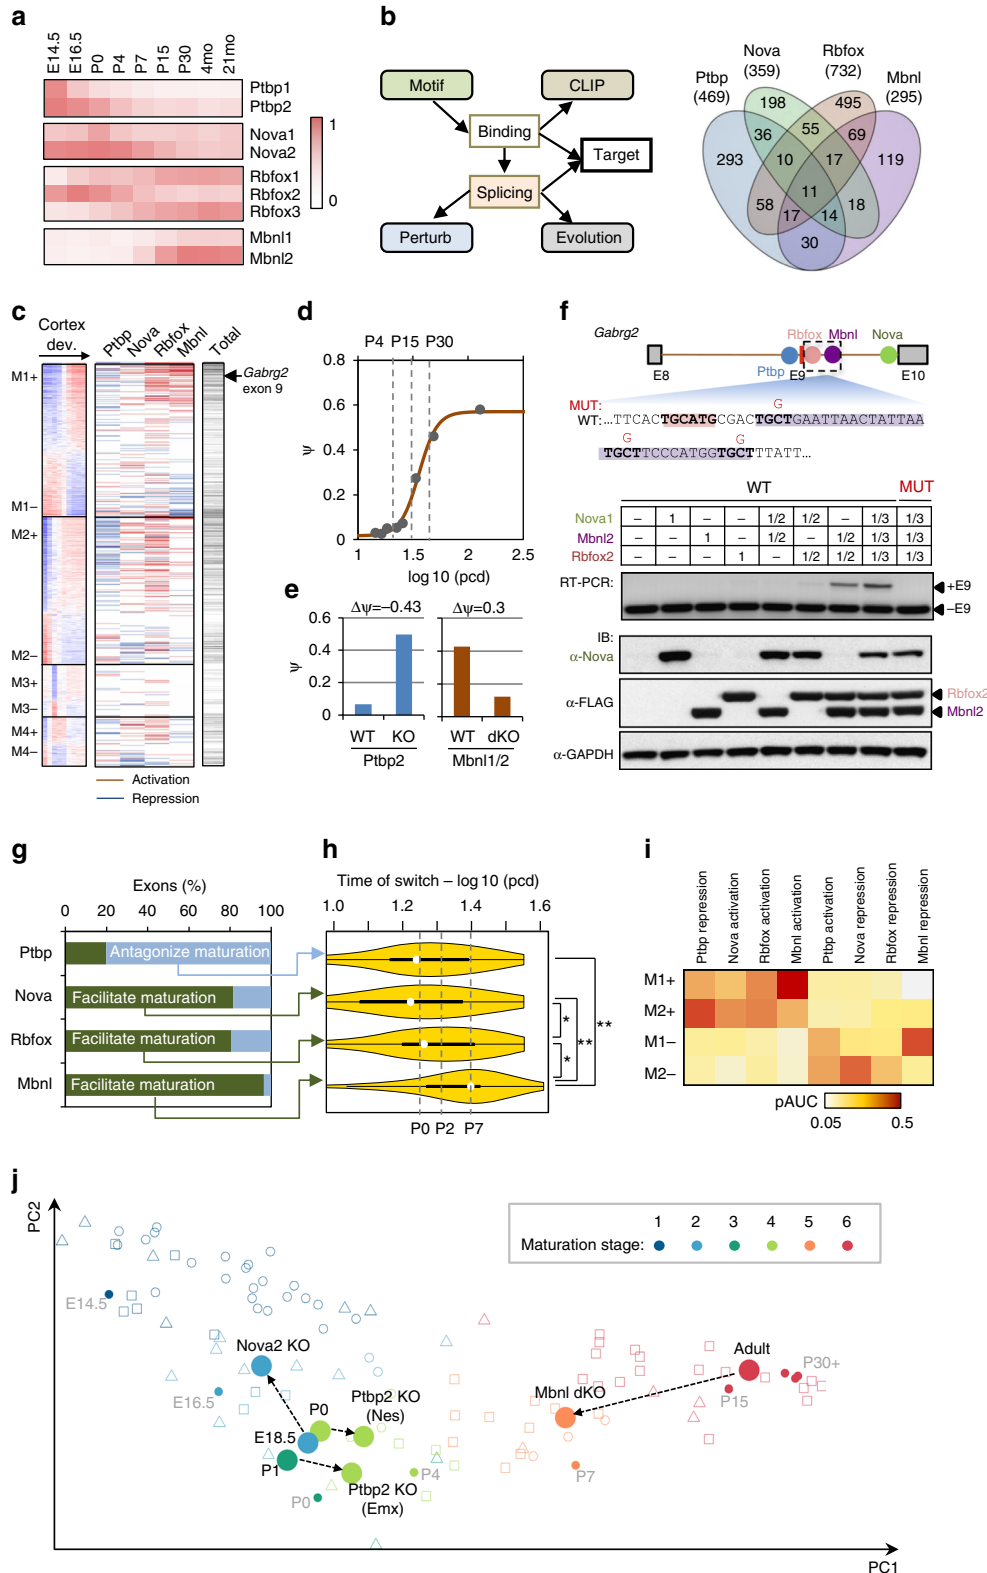 a
E14.5 E16.5 P0 P4 P7 P15 P30 4mo 21mo
Ptbp1
Ptbp2
Nova1
Nova2
Rbfox1
Rbfox2
Rbfox3
Mbnl1
Mbnl2
1
0
b
Motif
CLIP
Binding
Target
Splicing
Perturb
Evolution
Nova
(359)
Rbfox
(732)
Ptbp
(469)
Mbnl
(295)
198 495
36 55 69
293 10 17 119
11
58 17 14 18
30
c
Cortex
dev.
Ptbp Nova Rbfox Mbnl Total
M1+
M1–
M2+
M2–
M3+
M3–
M4+
M4–
Gabrg2
exon 9
Activation
Repression
d
P4 P15 P30
ψ
0.8
0.6
0.4
0.2
0
1 1.5 2 2.5
log10 (pcd)
e
Δψ=–0.43 Δψ=0.3
ψ
0.6
0.4
0.2
0
WT KO WT dKO
Ptbp2 Mbnl1/2
f
Gabrg2
Rbfox Mbnl Nova
Ptbp
E8 E9 E10
G
MUT:
WT: ...TTCACTGCATGCGACTGCTGAATTAACTATTAA
G G
TGCTTCCCATGGTGCTTTATT...
WT MUT
Nova1 – 1 – – 1/2 1/2 – 1/3 1/3
Mbnl2 – – 1 – 1/2 – 1/2 1/3 1/3
Rbfox2 – – – 1 – 1/2 1/2 1/3 1/3
RT-PCR:
+E9
–E9
IB:
α-Nova
α-FLAG
Rbfox2
Mbnl2
α-GAPDH
g
Exons (%)
0 20 40 60 80 100
Ptbp Antagonize maturation
Nova Facilitate maturation
Rbfox Facilitate maturation
Mbnl Facilitate maturation
h
Time of switch – log10 (pcd)
1.0 1.2 1.4 1.6
*
*
**
**
P0 P2 P7
i
Ptbp repression
Nova activation
Rbfox activation
Mbnl activation
Ptbp activation
Nova repression
Rbfox repression
Mbnl repression
M1+
M2+
M1–
M2–
pAUC
0.05 0.5
j
PC2
Maturation stage: 1 2 3 4 5 6
E14.5
Nova2 KO
E16.5
Ptbp2 KO
(Nes)
P0
E18.5
P1
Ptbp2 KO
(Emx)
P0
P4
Mbnl dKO
P7
Adult
P15
P30+
PC1